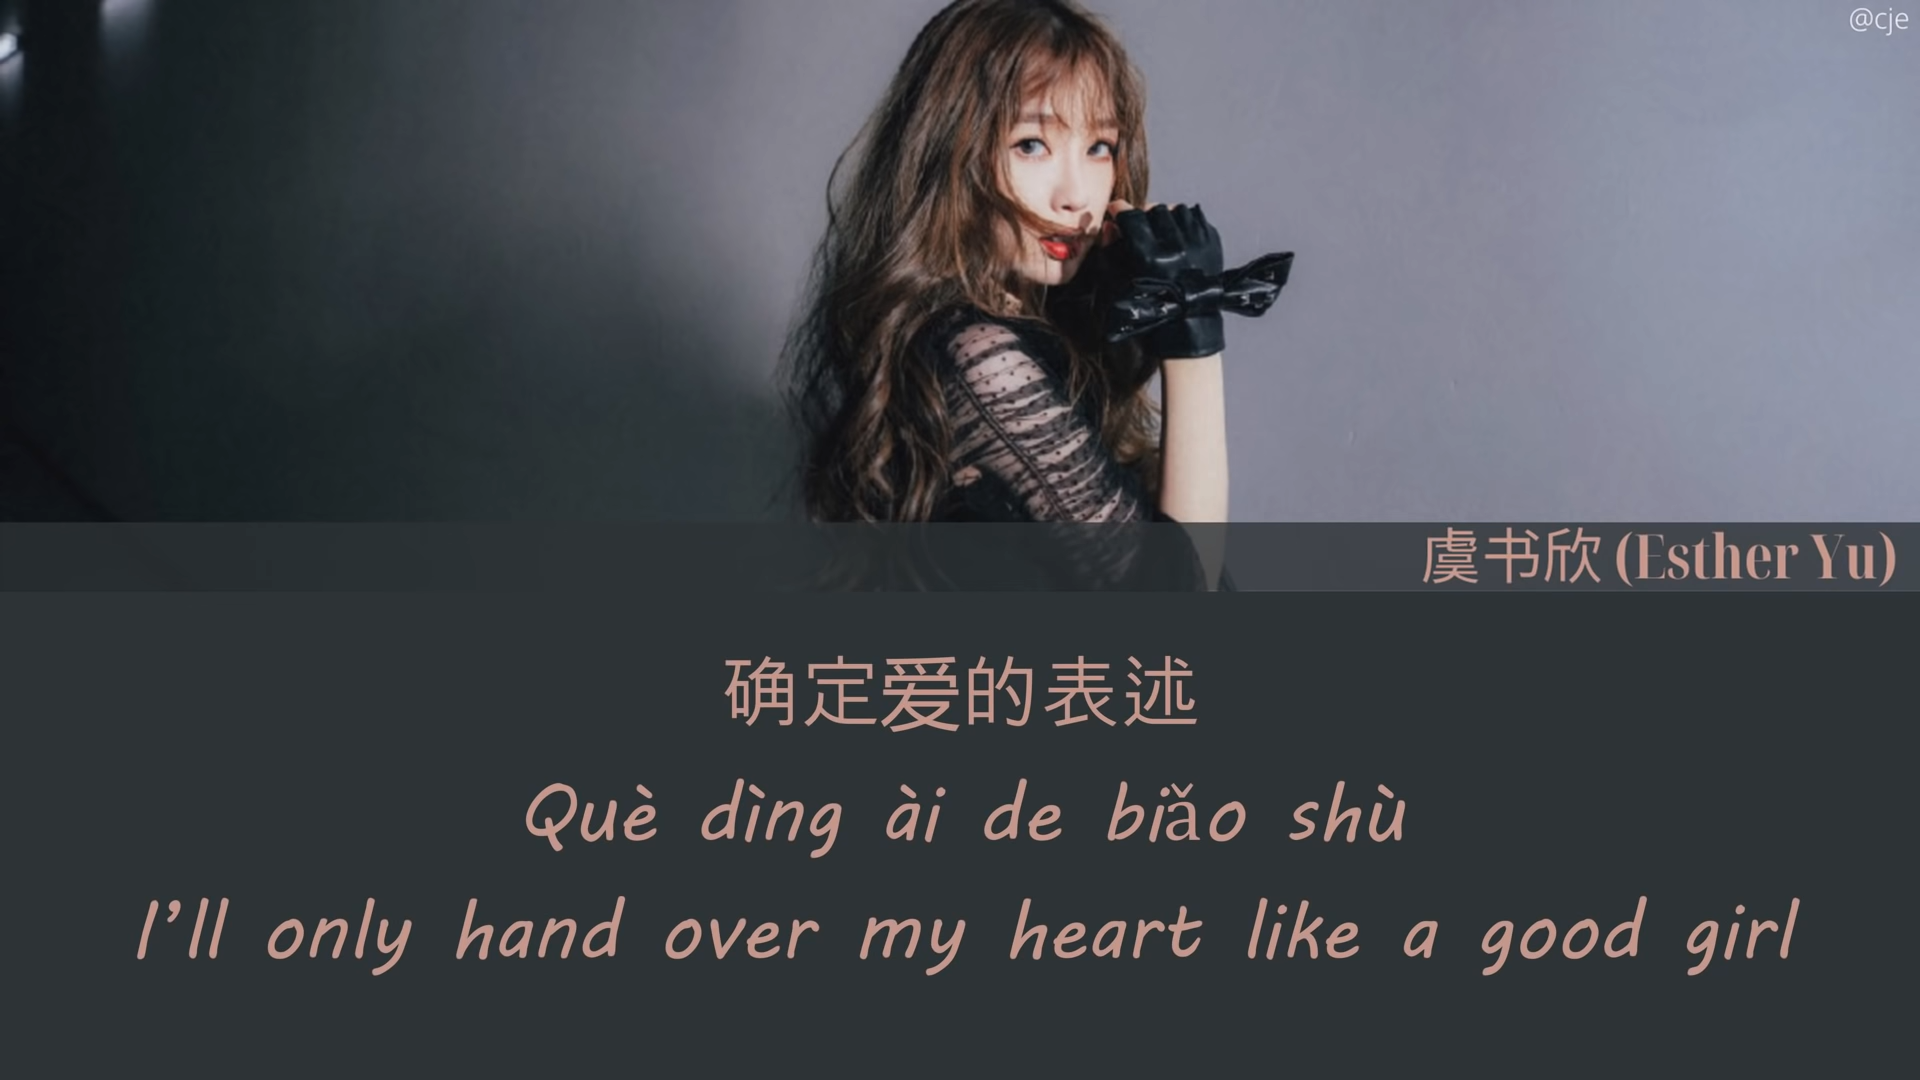 @cje
虞书欣 (Esther Yu)
确定爱的表述
Què dìng ài de biǎo shù
I’ll only hand over my heart like a good girl